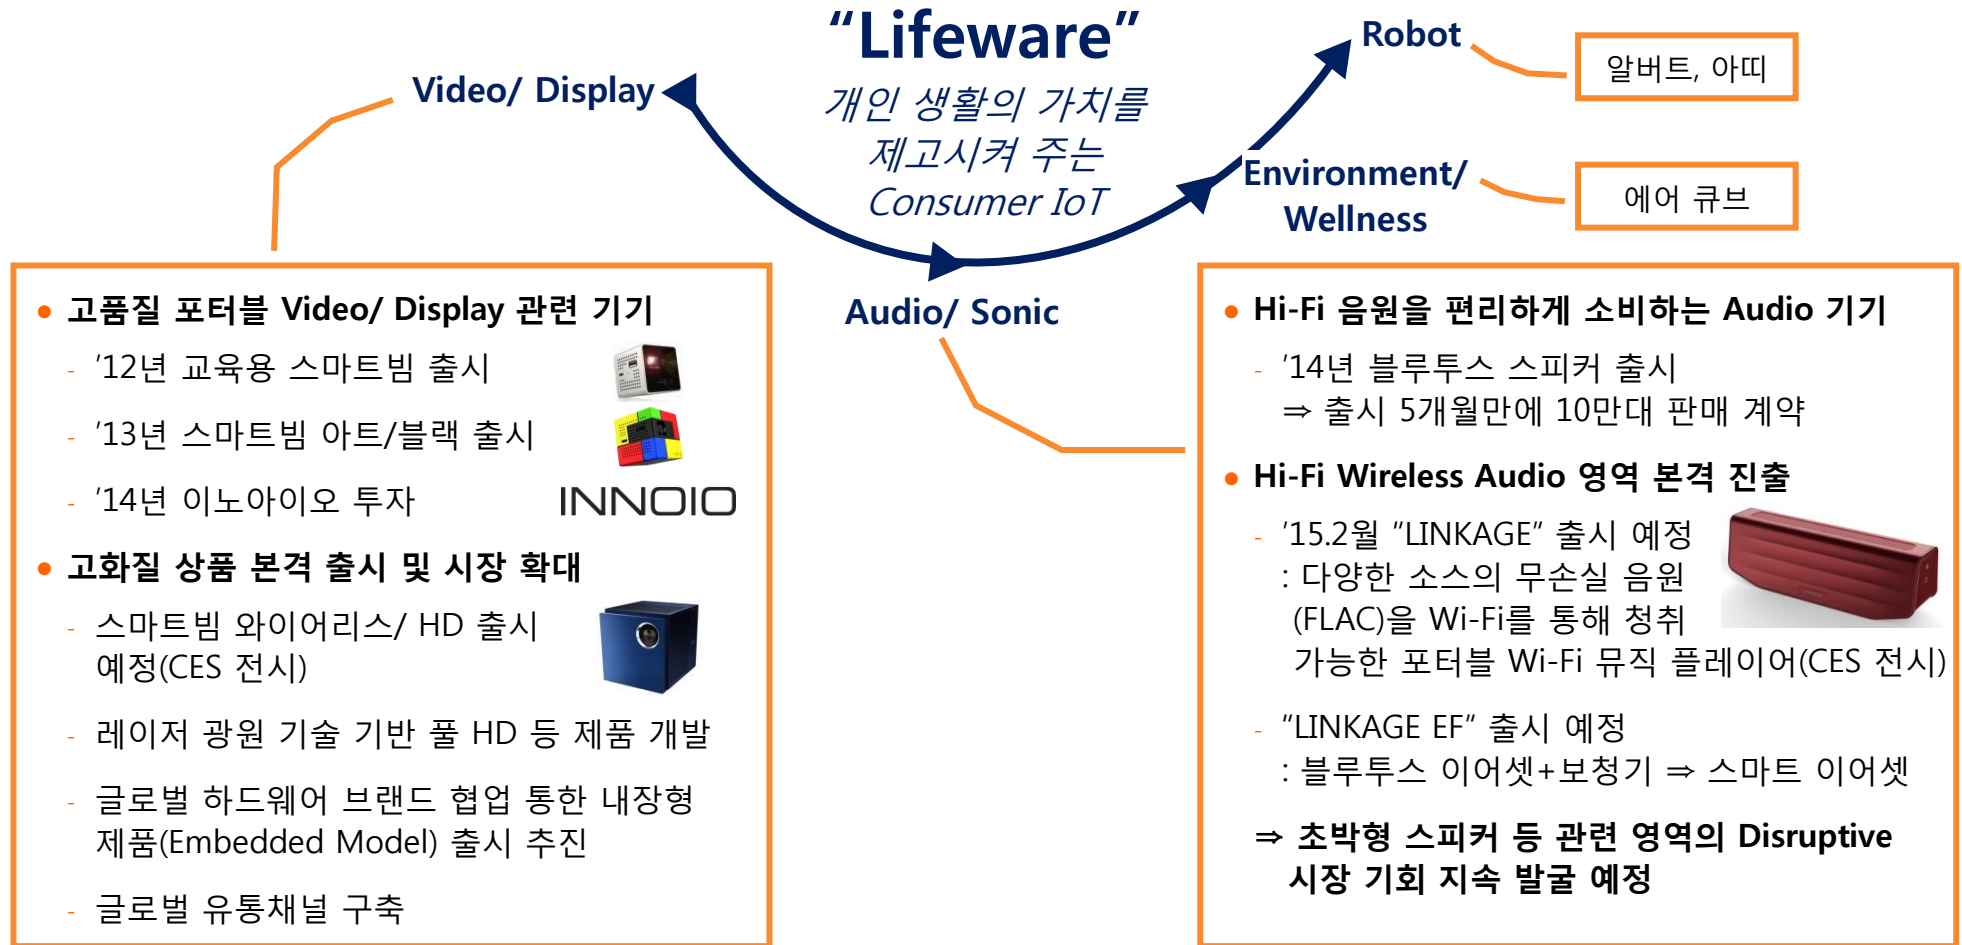 “Lifeware”
개인 생활의 가치를
제고시켜 주는
Consumer IoT
Video/ Display
Robot
알버트, 아띠
Environment/
Wellness
에어 큐브
Audio/ Sonic
● 고품질 포터블 Video/ Display 관련 기기
- ’12년 교육용 스마트빔 출시
- ’13년 스마트빔 아트/블랙 출시
- ’14년 이노아이오 투자
INNOIO
● 고화질 상품 본격 출시 및 시장 확대
- 스마트빔 와이어리스/ HD 출시
예정(CES 전시)
- 레이저 광원 기술 기반 풀 HD 등 제품 개발
- 글로벌 하드웨어 브랜드 협업 통한 내장형
제품(Embedded Model) 출시 추진
- 글로벌 유통채널 구축
● Hi-Fi 음원을 편리하게 소비하는 Audio 기기
- ’14년 블루투스 스피커 출시
⇒ 출시 5개월만에 10만대 판매 계약
● Hi-Fi Wireless Audio 영역 본격 진출
- ’15.2월 “LINKAGE” 출시 예정
: 다양한 소스의 무손실 음원
(FLAC)을 Wi-Fi를 통해 청취
가능한 포터블 Wi-Fi 뮤직 플레이어(CES 전시)
- “LINKAGE EF” 출시 예정
: 블루투스 이어셋+보청기 ⇒ 스마트 이어셋
⇒ 초박형 스피커 등 관련 영역의 Disruptive
시장 기회 지속 발굴 예정